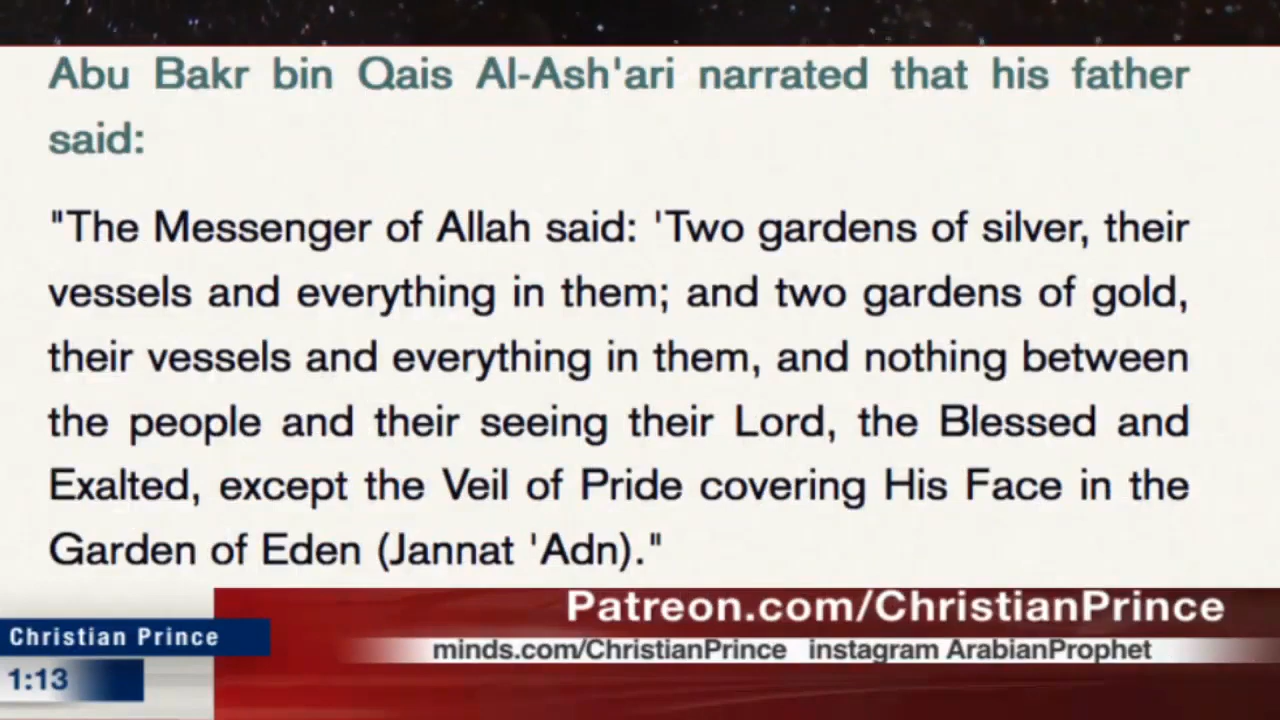 Abu Bakr bin Qais Al-Ash'ari narrated that his father
said:
"The Messenger of Allah said: 'Two gardens of silver, their
vessels and everything in them; and two gardens of gold,
their vessels and everything in them, and nothing between
the people and their seeing their Lord, the Blessed and
Exalted, except the Veil of Pride covering His Face in the
Garden of Eden (Jannat 'Adn)."
Patreon.com/ChristianPrince
Christian Prince
minds.com/ChristianPrince instagram ArabianProphet
1:13